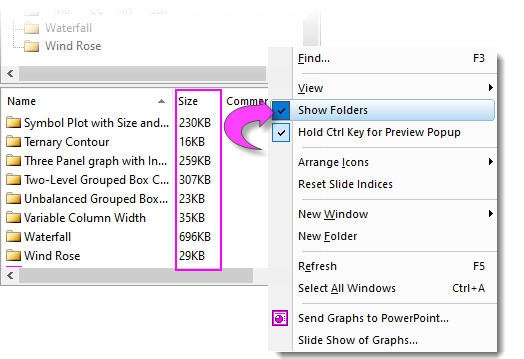 Waterfall
Wind Rose
Name Size Commer
Symbol Plot with Size and... 230KB
Ternary Contour 16KB
Three Panel graph with In... 259KB
Two-Level Grouped Box C... 307KB
Unbalanced Grouped Box... 23KB
Variable Column Width 35KB
Waterfall 696KB
Wind Rose 29KB
Find... F3
View
Show Folders
Hold Ctrl Key for Preview Popup
Arrange Icons
Reset Slide Indices
New Window
New Folder
Refresh F5
Select All Windows Ctrl+A
Send Graphs to PowerPoint...
Slide Show of Graphs...